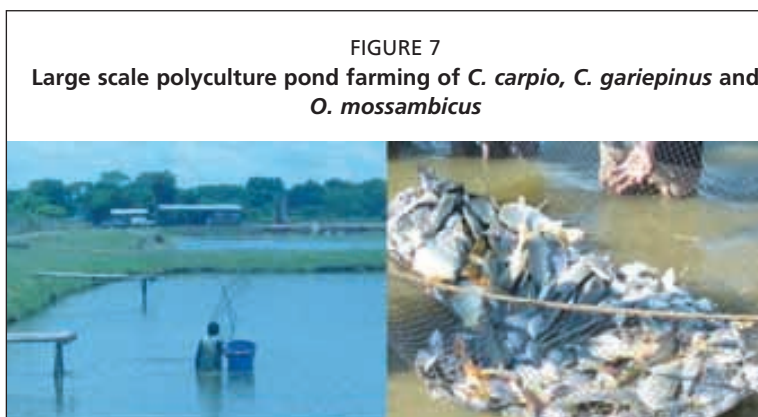 FIGURE 7
Large scale polyculture pond farming of C. carpio, C. gariepinus and
O. mossambicus